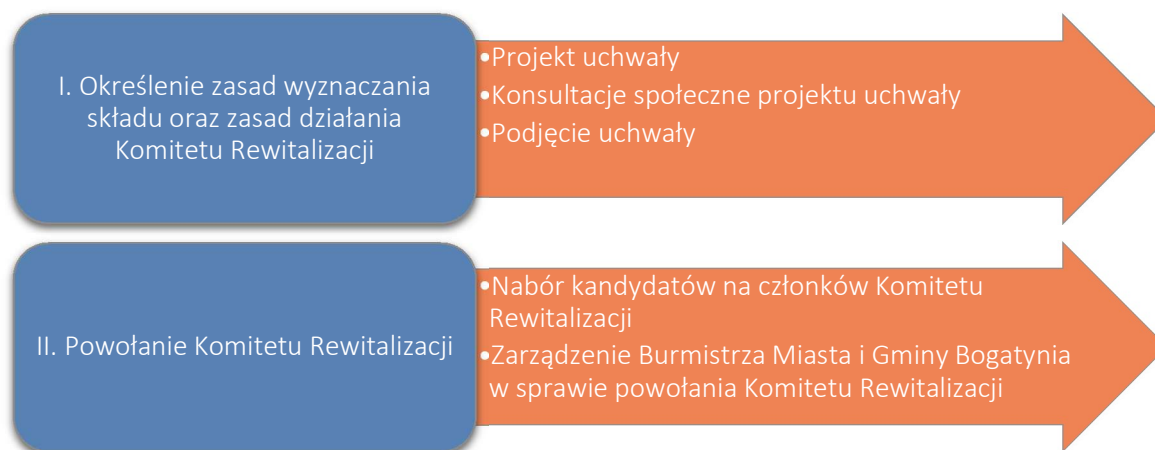 I. Określenie zasad wyznaczania
składu oraz zasad działania
Komitetu Rewitalizacji
•Projekt uchwały
•Konsultacje społeczne projektu uchwały
•Podjęcie uchwały
II. Powołanie Komitetu Rewitalizacji
•Nabór kandydatów na członków Komitetu
Rewitalizacji
•Zarządzenie Burmistrza Miasta i Gminy Bogatynia
w sprawie powołania Komitetu Rewitalizacji